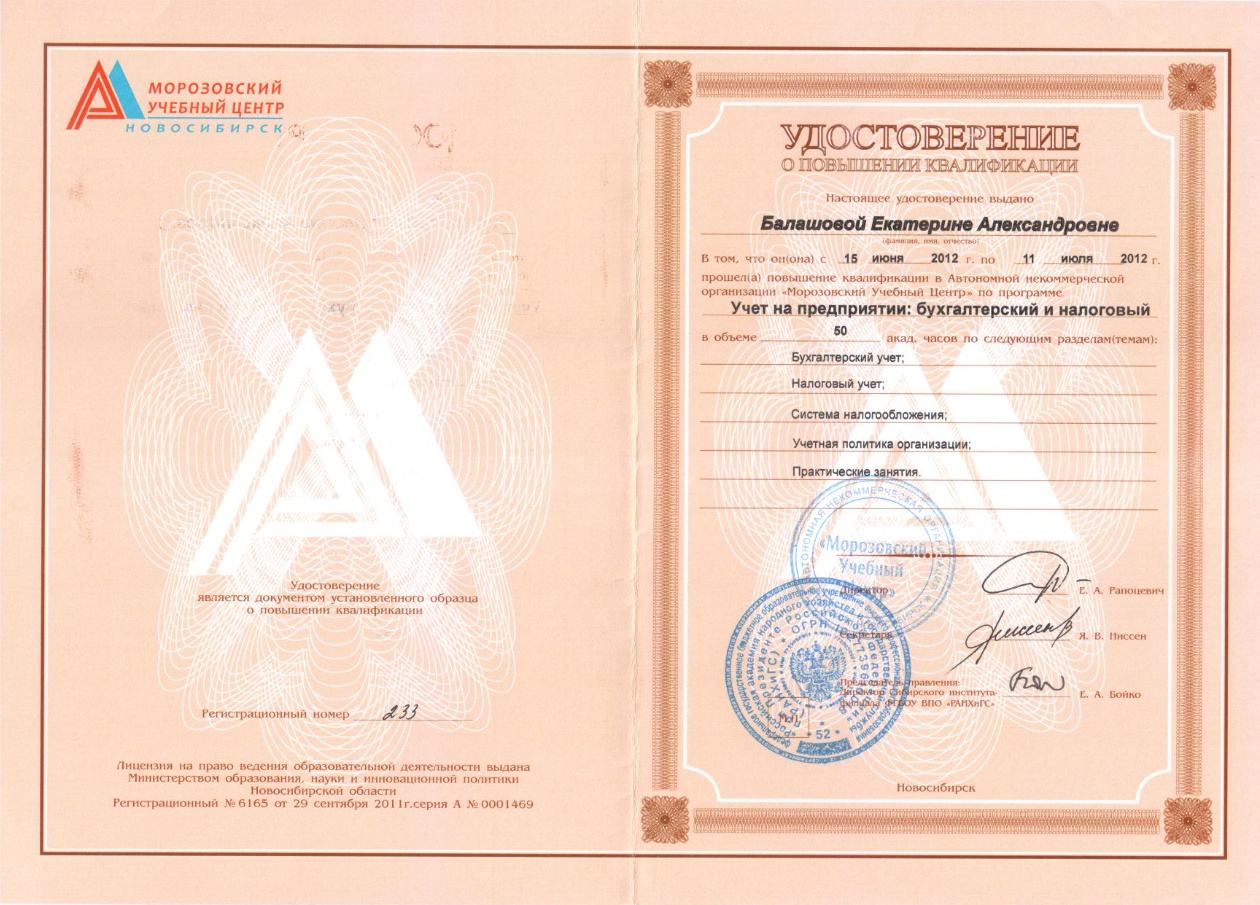 МОРОЗОВСКИЙ
УЧЕБНЫЙ ЦЕНТР
НОВОСИБИРСК
Удостоверение
является документом установленного образца
о повышении квалификации
Регистрационный номер 233
Лицензия на право ведения образовательной деятельности выдана
Министерством образования, науки и инновационной политики
Новосибирской области
Регистрационный №6165 от 29 сентября 2011г.серия А №0001469
УДОСТОВЕРЕНИЕ
О ПОВЫШЕНИИ КВАЛИФИКАЦИИ
Настоящее удостоверение выдано
Балашовой Екатерине Александровне
(фамилия, имя, отчество)
В том, что он(она) с 15 июня 2012 г. по 11 июля 2012 г.
прошел(а) повышение квалификации в Автономной некоммерческой
организации «Морозовский Учебный Центр» по программе
Учет на предприятии: бухгалтерский и налоговый
в объеме 50 акад. часов по следующим разделам(темам):
Бухгалтерский учет;
Налоговый учет;
Система налогообложения;
Учетная политика организации;
Практические занятия.
АВТОНОМНАЯ НЕКОММЕРЧЕСКАЯ ОРГАНИЗАЦИЯ
«Морозовский
Учебный
Директор Е. А. Рапоцевич
Секретарь Я. В. Ниссен
Председатель правления:
Директор Сибирского института-
филиала ФГБОУ ВПО «РАНХиГС» Е. А. Бойко
М.П.
52
Новосибирск